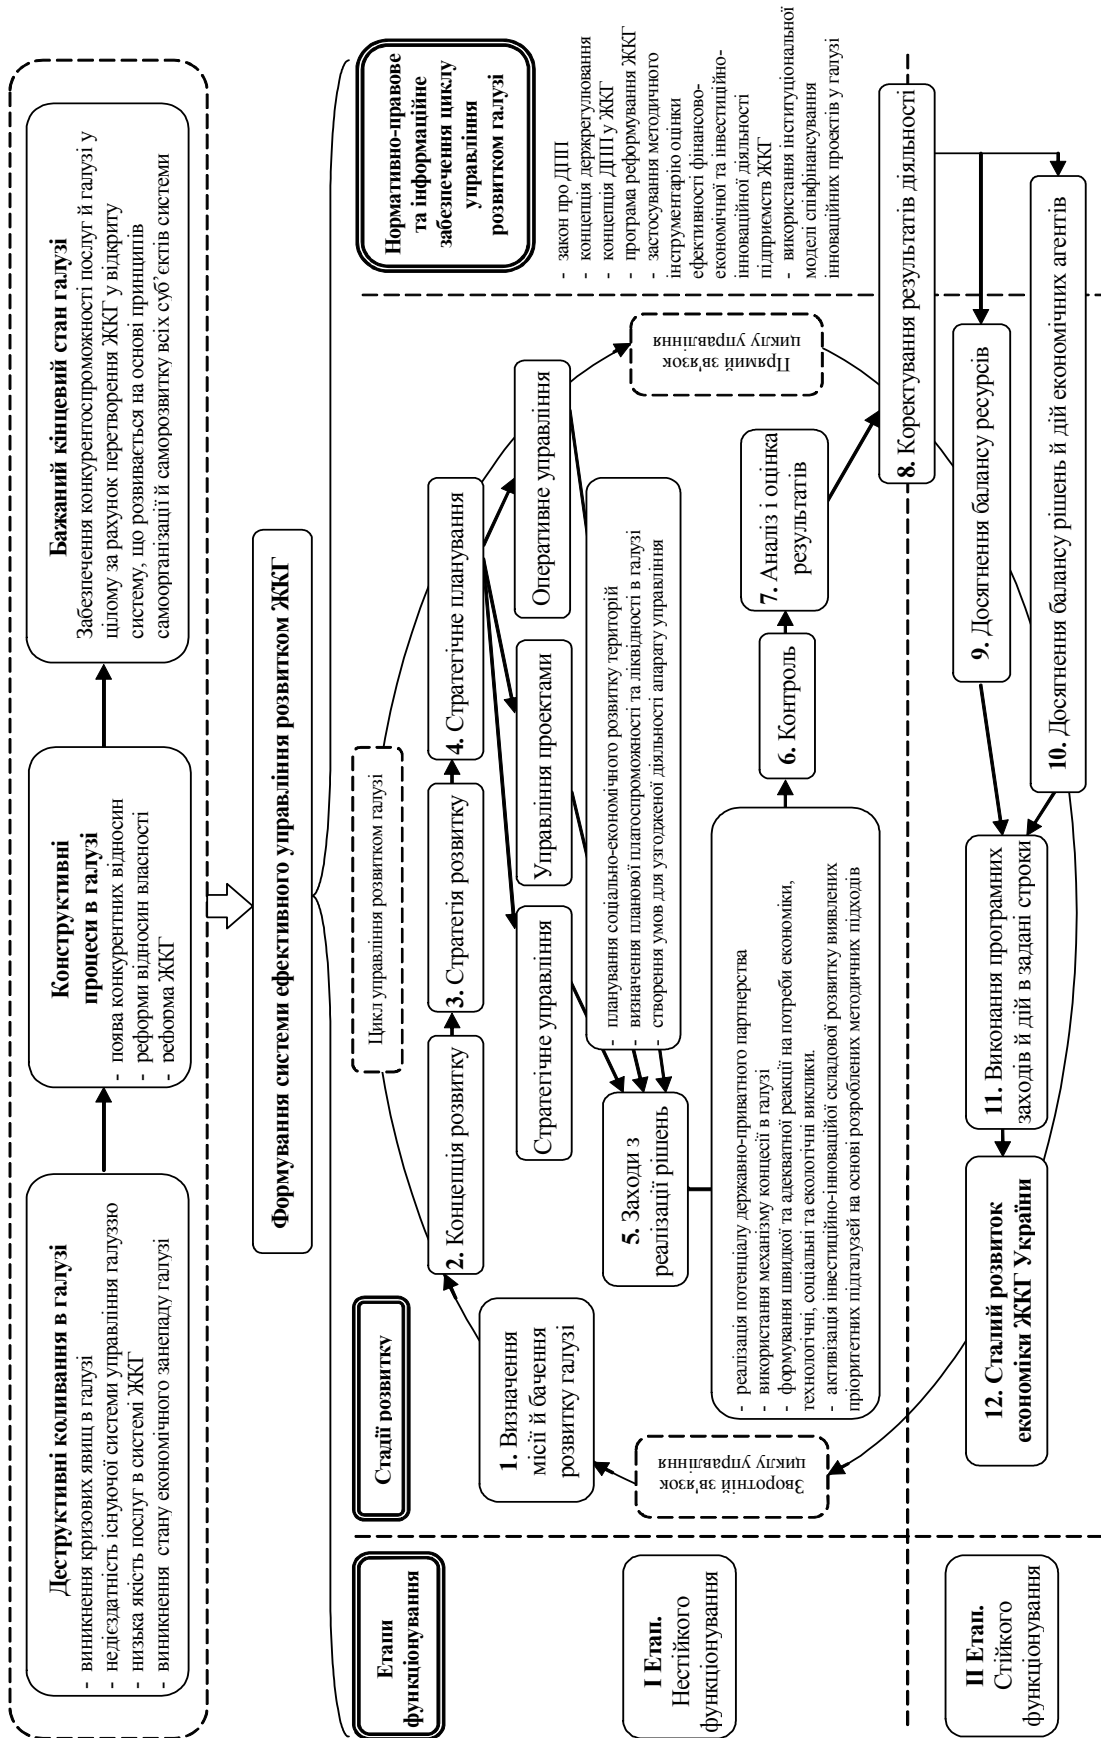 Деструктивні коливання в галузі
- виникнення кризових явищ в галузі
- недієздатність існуючої системи управління галуззю
- низька якість послуг в системі ЖКГ
- виникнення стану економічного занепаду галузі
Конструктивні
процеси в галузі
- поява конкурентних відносин
- реформи відносин власності
- реформа ЖКГ
Бажаний кінцевий стан галузі
Забезпечення конкурентоспроможності послуг й галузі у
цілому за рахунок перетворення ЖКГ у відкриту
систему, що розвивається на основі принципів
самоорганізації й саморозвитку всіх суб’єктів системи
Формування системи ефективного управління розвитком ЖКГ
Етапи
функціонування
Стадії розвитку
Нормативно-правове
та інформаційне
забезпечення циклу
управління
розвитком галузі
Цикл управління розвитком галузі
І Етап.
Нестійкого
функціонування
1. Визначення
місії й бачення
розвитку галузі
2. Концепція розвитку
3. Стратегія розвитку
4. Стратегічне планування
Стратегічне управління
Управління проектами
Оперативне управління
- планування соціально-економічного розвитку територій
- визначення планової платоспроможності та ліквідності в галузі
- створення умов для узгодженої діяльності апарату управління
5. Заходи з
реалізації рішень
- реалізація потенціалу державно-приватного партнерства
- використання механізму концесії в галузі
- формування швидкої та адекватної реакції на потреби економіки,
технологічні, соціальні та екологічні виклики.
- активізація інвестиційно-інноваційної складової розвитку виявлених
пріоритетних підгалузей на основі розроблених методичних підходів
6. Контроль
7. Аналіз і оцінка
результатів
Прямий зв'язок
циклу управління
Зворотній зв'язок
циклу управління
- закон про ДПП
- концепція держрегулювання
- концепція ДПП у ЖКГ
- програма реформування ЖКГ
- застосування методичного
інструментарію оцінки
ефективності фінансово-
економічної та інвестиційно-
інноваційної діяльності
підприємств ЖКГ
- використання інституціональної
моделі співфінансування
інноваційних проектів у галузі
8. Коректування результатів діяльності
ІІ Етап.
Стійкого
функціонування
9. Досягнення балансу ресурсів
10. Досягнення балансу рішень й дій економічних агентів
11. Виконання програмних
заходів й дій в задані строки
12. Сталий розвиток
економіки ЖКГ України